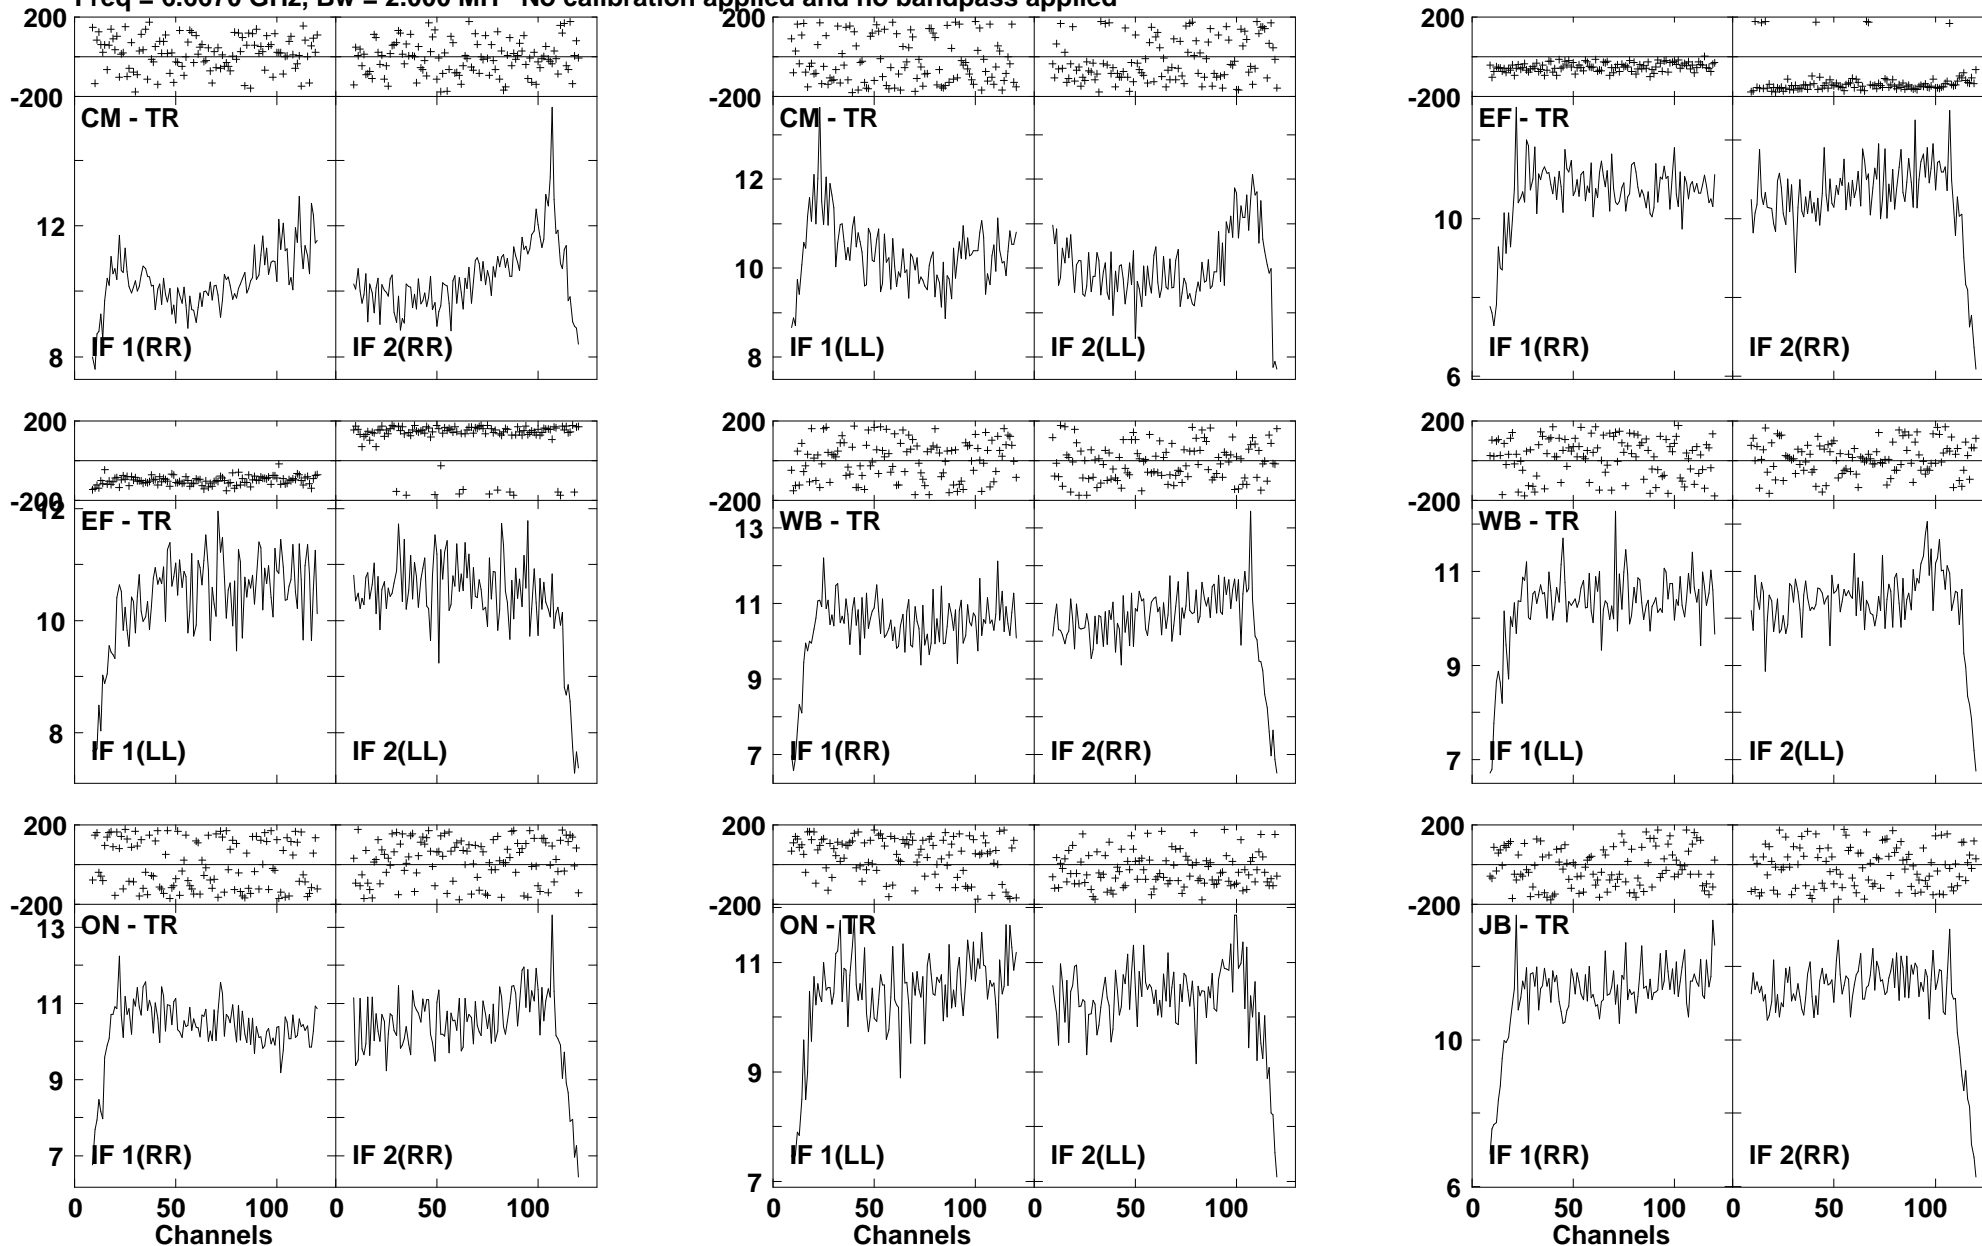 No calibration applied and no bandpass applied
200
-200
CM - TR
12
10
8
IF 1(RR)
IF 2(RR)
CM - TR
12
10
8
IF 1(LL)
IF 2(LL)
200
-200
EF - TR
10
6
IF 1(RR)
IF 2(RR)
200
-200
12
EF - TR
10
8
IF 1(LL)
IF 2(LL)
200
-200
WB - TR
13
11
9
7
IF 1(RR)
IF 2(RR)
200
-200
WB - TR
11
9
7
IF 1(LL)
IF 2(LL)
200
-200
ON - TR
13
11
9
7
IF 1(RR)
IF 2(RR)
0 50 100
Channels
200
-200
ON - TR
11
9
7
IF 1(LL)
IF 2(LL)
0 50 100 0 50 100
Channels
200
-200
JB - TR
10
6
IF 1(RR)
IF 2(RR)
0 50 100 0 50 100
Channels